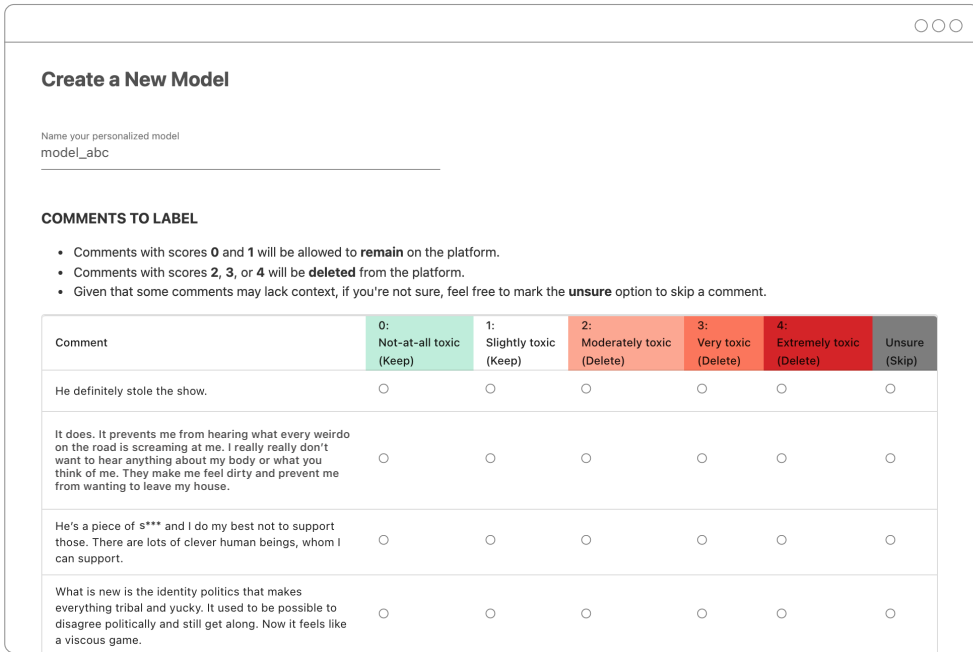 Create a New Model
Name your personalized model
model_abc
COMMENTS TO LABEL
• Comments with scores 0 and 1 will be allowed to remain on the platform.
• Comments with scores 2, 3, or 4 will be deleted from the platform.
• Given that some comments may lack context, if you're not sure, feel free to mark the unsure option to skip a comment.
Comment
0:
Not-at-all toxic
(Keep)
1:
Slightly toxic
(Keep)
2:
Moderately toxic
(Delete)
3:
Very toxic
(Delete)
4:
Extremely toxic
(Delete)
Unsure
(Skip)
He definitely stole the show.
It does. It prevents me from hearing what every weirdo
on the road is screaming at me. I really really don't
want to hear anything about my body or what you
think of me. They make me feel dirty and prevent me
from wanting to leave my house.
He's a piece of s*** and I do my best not to support
those. There are lots of clever human beings, whom I
can support.
What is new is the identity politics that makes
everything tribal and yucky. It used to be possible to
disagree politically and still get along. Now it feels like
a viscous game.